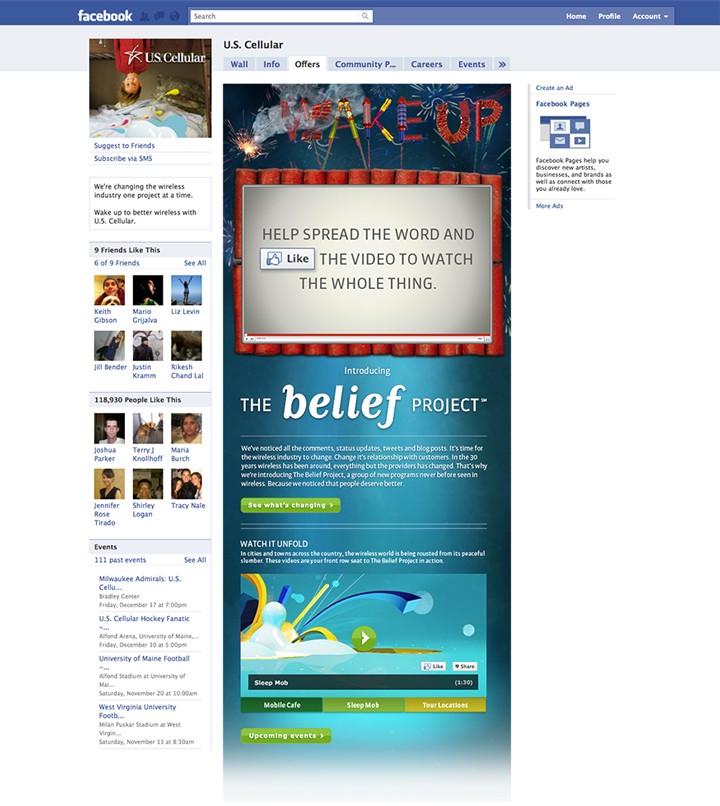 facebook
Search
Home Profile Account
U.S. Cellular
U.S. Cellular
Wall Info Offers Community P... Careers Events »
Suggest to Friends
Subscribe via SMS
We're changing the wireless
industry one project at a time.
Wake up to better wireless with
U.S. Cellular.
9 Friends Like This
6 of 9 Friends See All
Keith
Gibson
Mario
Grijalva
Liz Levin
Jill Bender
Justin
Kramm
Rikesh
Chand Lal
118,930 People Like This
Joshua
Parker
Terry J
Knollhoff
Maria
Burch
Jennifer
Rose
Tirado
Shirley
Logan
Tracy Nale
Events
111 past events See All
Milwaukee Admirals: U.S.
Cellu...
Bradley Center
Friday, December 17 at 7:00pm
U.S. Cellular Hockey Fanatic
-...
Alfond Arena, University of Maine,...
Friday, December 10 at 5:00pm
University of Maine Football
-...
Alfond Stadium at University of
Mai...
Saturday, November 20 at 10:00am
West Virginia University
Footb...
Milan Puskar Stadium at West
Virgin...
Saturday, November 13 at 8:30am
WAKE UP
HELP SPREAD THE WORD AND
Like THE VIDEO TO WATCH
THE WHOLE THING.
Introducing
THE belief PROJECT℠
We've noticed all the comments, status updates, tweets and blog posts. It's time for
the wireless industry to change. Change it's relationship with customers. In the 30
years wireless has been around, everything but the providers has changed. That's why
we're introducing The Belief Project, a group of new programs never before seen in
wireless. Because we noticed that people deserve better.
See what's changing ›
WATCH IT UNFOLD
In cities and towns across the country, the wireless world is being rousted from its peaceful
slumber. These videos are your front row seat to The Belief Project in action.
Like Share
Sleep Mob (1:30)
Mobile Cafe Sleep Mob Tour Locations
Upcoming events ›
Create an Ad
Facebook Pages
Facebook Pages help you
discover new artists,
businesses, and brands as
well as connect with those
you already love.
More Ads